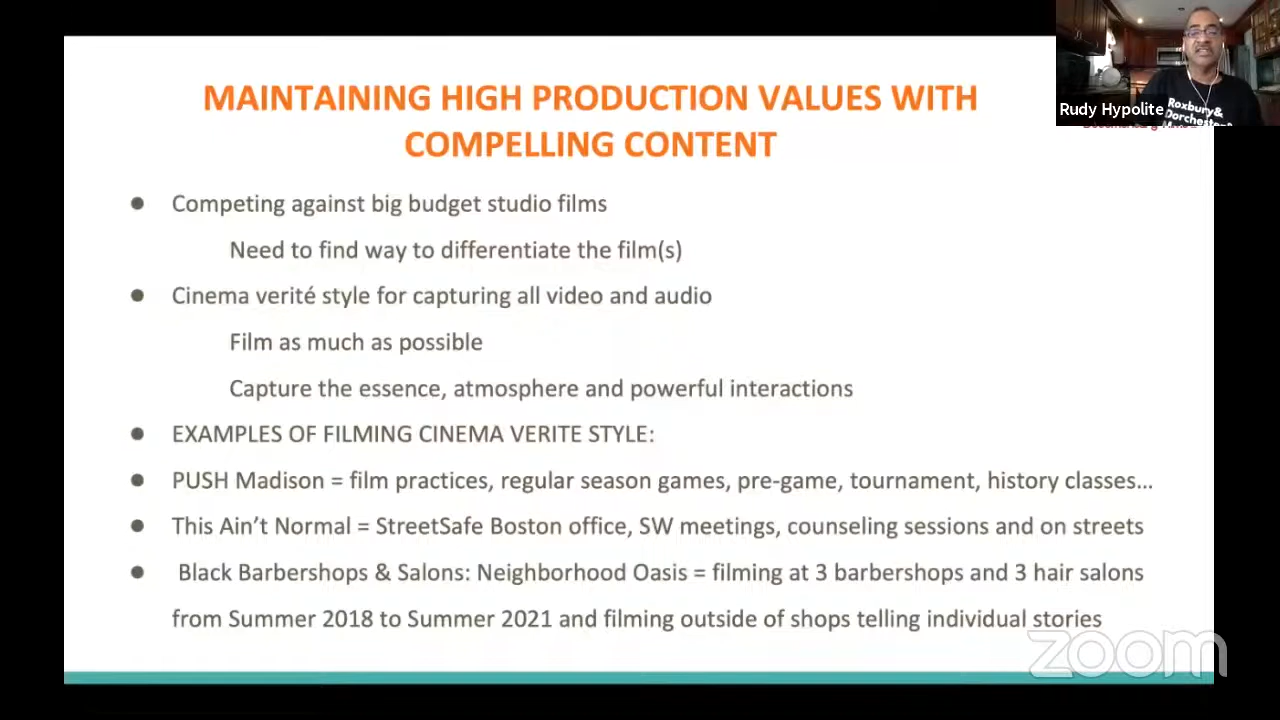 MAINTAINING HIGH PRODUCTION VALUES WITH
COMPELLING CONTENT
Rudy Hypolite
Roxbury&
Dorchester&
● Competing against big budget studio films
Need to find way to differentiate the film(s)
● Cinema verité style for capturing all video and audio
Film as much as possible
Capture the essence, atmosphere and powerful interactions
● EXAMPLES OF FILMING CINEMA VERITE STYLE:
● PUSH Madison = film practices, regular season games, pre-game, tournament, history classes…
● This Ain't Normal = StreetSafe Boston office, SW meetings, counseling sessions and on streets
● Black Barbershops & Salons: Neighborhood Oasis = filming at 3 barbershops and 3 hair salons
from Summer 2018 to Summer 2021 and filming outside of shops telling individual stories
zoom